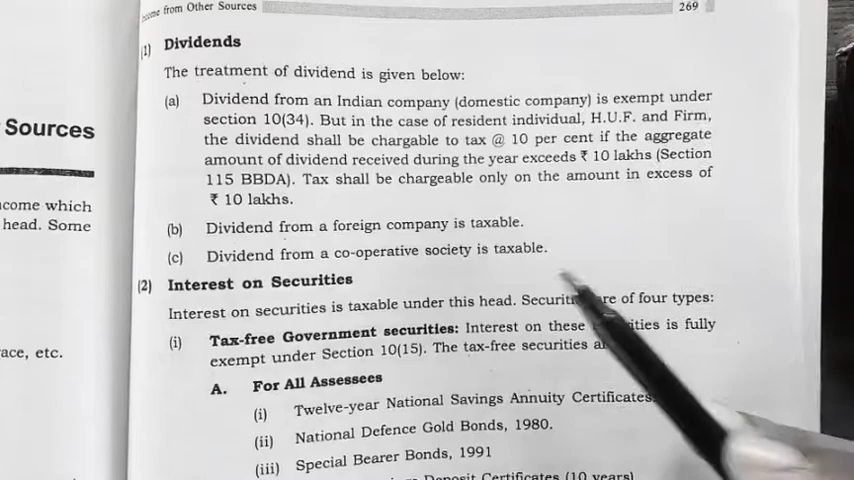 Income from Other Sources
269
(1) Dividends
The treatment of dividend is given below:
(a) Dividend from an Indian company (domestic company) is exempt under
section 10(34). But in the case of resident individual, H.U.F. and Firm,
the dividend shall be chargable to tax @ 10 per cent if the aggregate
amount of dividend received during the year exceeds ₹ 10 lakhs (Section
115 BBDA). Tax shall be chargeable only on the amount in excess of
₹ 10 lakhs.
(b) Dividend from a foreign company is taxable.
(c) Dividend from a co-operative society is taxable.
(2) Interest on Securities
Interest on securities is taxable under this head. are of four types:
(i) Tax-free Government securities: Interest on these is fully
exempt under Section 10(15). The tax-free securities
A. For All Assessees
(i) Twelve-year National Savings Annuity Certificates.
(ii) National Defence Gold Bonds, 1980.
(iii) Special Bearer Bonds, 1991
Deposit Certificates (10 years)
Sources
which
head. Some
etc.